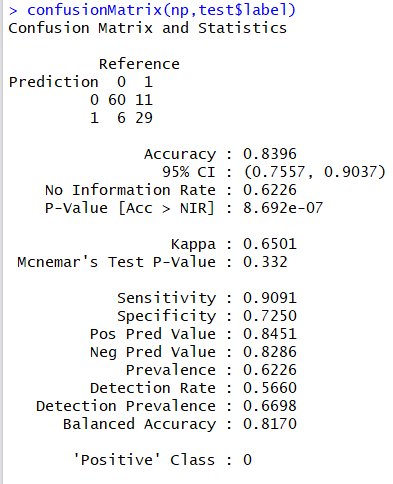 > confusionMatrix(np,test$label)
Confusion Matrix and Statistics
Reference
Prediction 0 1
0 60 11
1 6 29
Accuracy : 0.8396
95% CI : (0.7557, 0.9037)
No Information Rate : 0.6226
P-Value [Acc > NIR] : 8.692e-07
Kappa : 0.6501
Mcnemar's Test P-Value : 0.332
Sensitivity : 0.9091
Specificity : 0.7250
Pos Pred Value : 0.8451
Neg Pred Value : 0.8286
Prevalence : 0.6226
Detection Rate : 0.5660
Detection Prevalence : 0.6698
Balanced Accuracy : 0.8170
'Positive' Class : 0